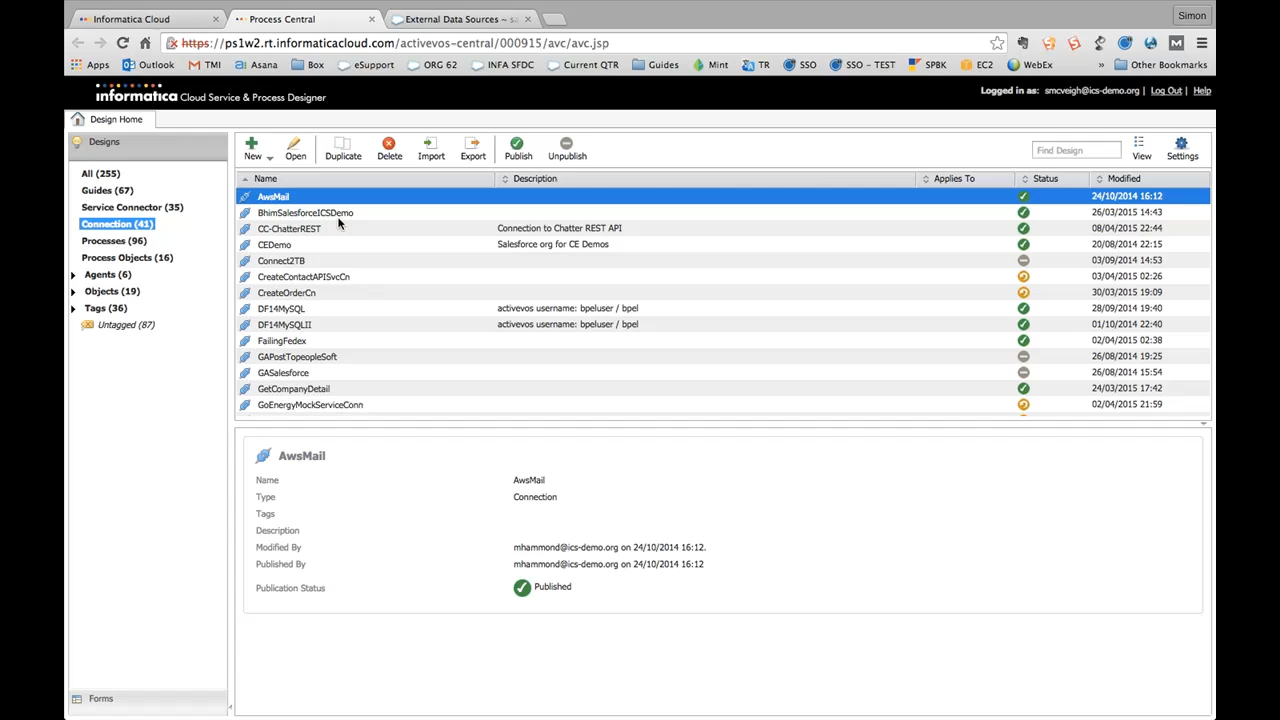 Informatica Cloud
Process Central
External Data Sources ~ sa
Simon
https://ps1w2.rt.informaticacloud.com/activevos-central/000915/avc/avc.jsp
Apps Outlook TMI Asana Box eSupport ORG 62 INFA SFDC Current QTR Guides Mint TR SSO SSO - TEST SPBK EC2 WebEx » Other Bookmarks
informatica Cloud Service & Process Designer
Logged in as: smcveigh@ics-demo.org | Log Out | Help
Design Home
Designs
All (255)
Guides (67)
Service Connector (35)
Connection (41)
Processes (96)
Process Objects (16)
Agents (6)
Objects (19)
Tags (36)
Untagged (87)
Forms
New Open Duplicate Delete Import Export Publish Unpublish Find Design View Settings
Name Description Applies To Status Modified
AwsMail 24/10/2014 16:12
BhimSalesforceICSDemo 26/03/2015 14:43
CC-ChatterREST Connection to Chatter REST API 08/04/2015 22:44
CEDemo Salesforce org for CE Demos 20/08/2014 22:15
Connect2TB 03/09/2014 14:53
CreateContactAPISvcCn 03/04/2015 02:26
CreateOrderCn 30/03/2015 19:09
DF14MySQL activevos username: bpeluser / bpel 28/09/2014 19:40
DF14MySQLII activevos username: bpeluser / bpel 01/10/2014 22:40
FailingFedex 02/04/2015 02:38
GAPostTopeopleSoft 26/08/2014 19:25
GASalesforce 26/08/2014 15:54
GetCompanyDetail 24/03/2015 17:42
GoEnergyMockServiceConn 02/04/2015 21:59
AwsMail
Name AwsMail
Type Connection
Tags
Description
Modified By mhammond@ics-demo.org on 24/10/2014 16:12.
Published By mhammond@ics-demo.org on 24/10/2014 16:12
Publication Status Published